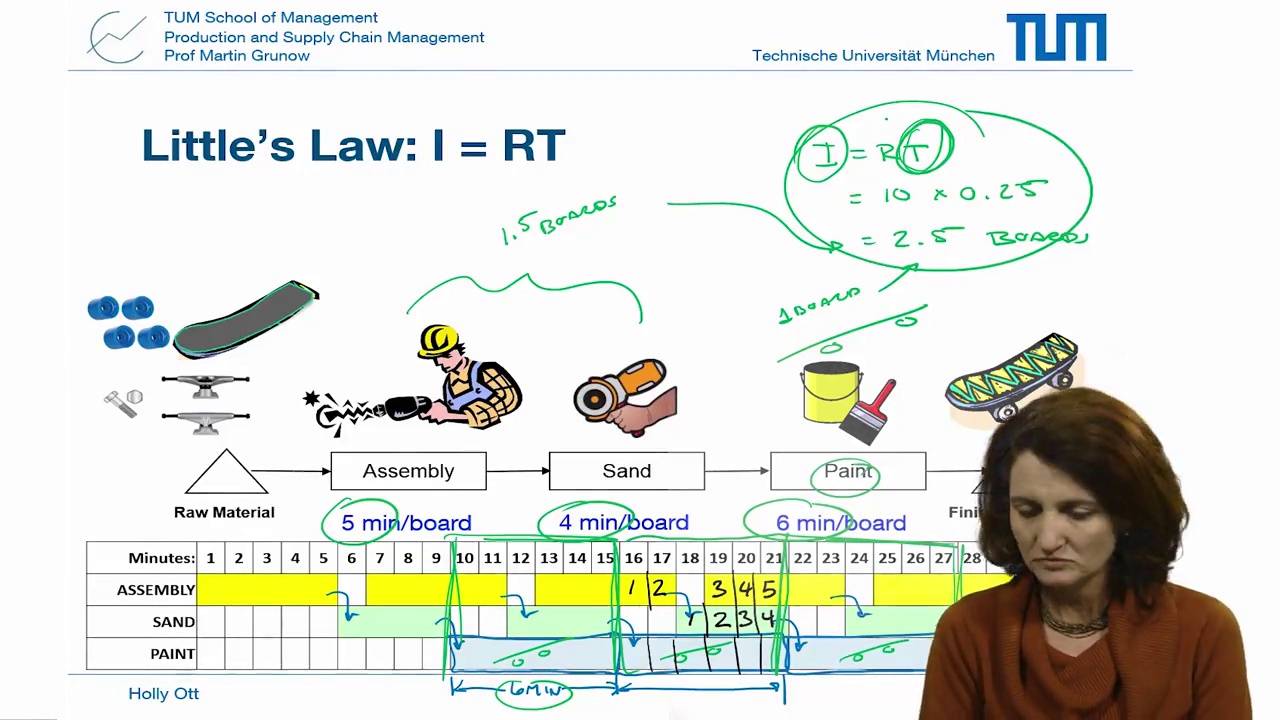 TUM School of Management
Production and Supply Chain Management
Prof Martin Grunow
Technische Universität München
TUM
Little's Law: I = RT
I = RT
= 10 x 0.25
= 2.5 BOARDS
1.5 BOARDS
1 BOARD
Assembly
Sand
Paint
Raw Material
Fini
5 min/board
4 min/board
6 min/board
Minutes: 1 2 3 4 5 6 7 8 9 10 11 12 13 14 15 16 17 18 19 20 21 22 23 24 25 26 27 28
ASSEMBLY 1 2 3 4 5
SAND 1 2 3 4
PAINT
6 MIN
Holly Ott